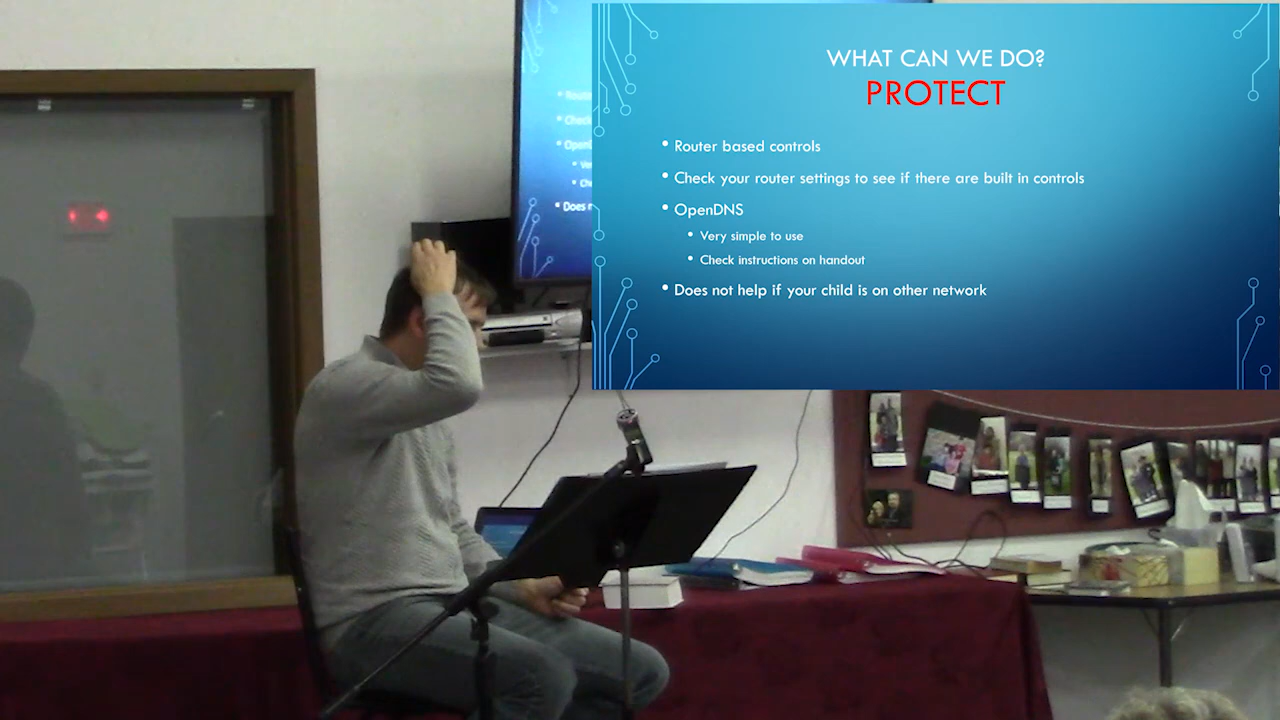 WHAT CAN WE DO?
PROTECT
• Router based controls
• Check your router settings to see if there are built in controls
• OpenDNS
• Very simple to use
• Check instructions on handout
• Does not help if your child is on other network
• Does